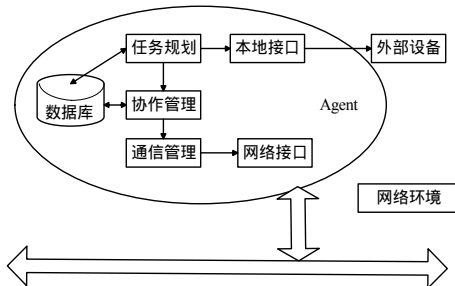 任务规划
本地接口
外部设备
数据库
协作管理
Agent
通信管理
网络接口
网络环境